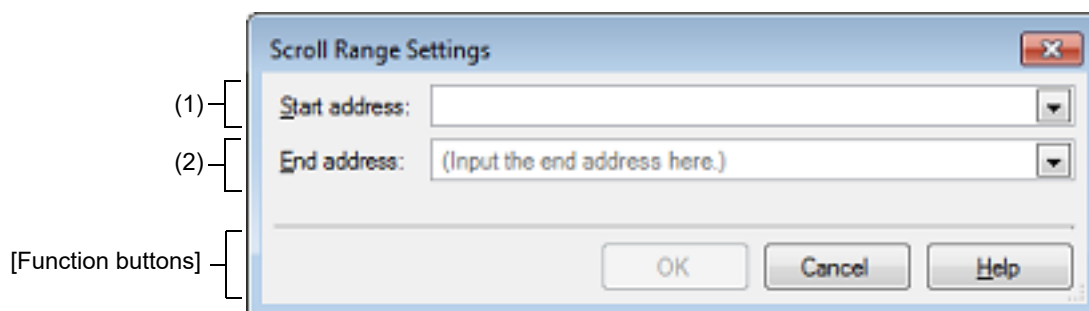 Scroll Range Settings
(1) Start address:
(2) End address: (Input the end address here.)
[Function buttons] OK Cancel Help